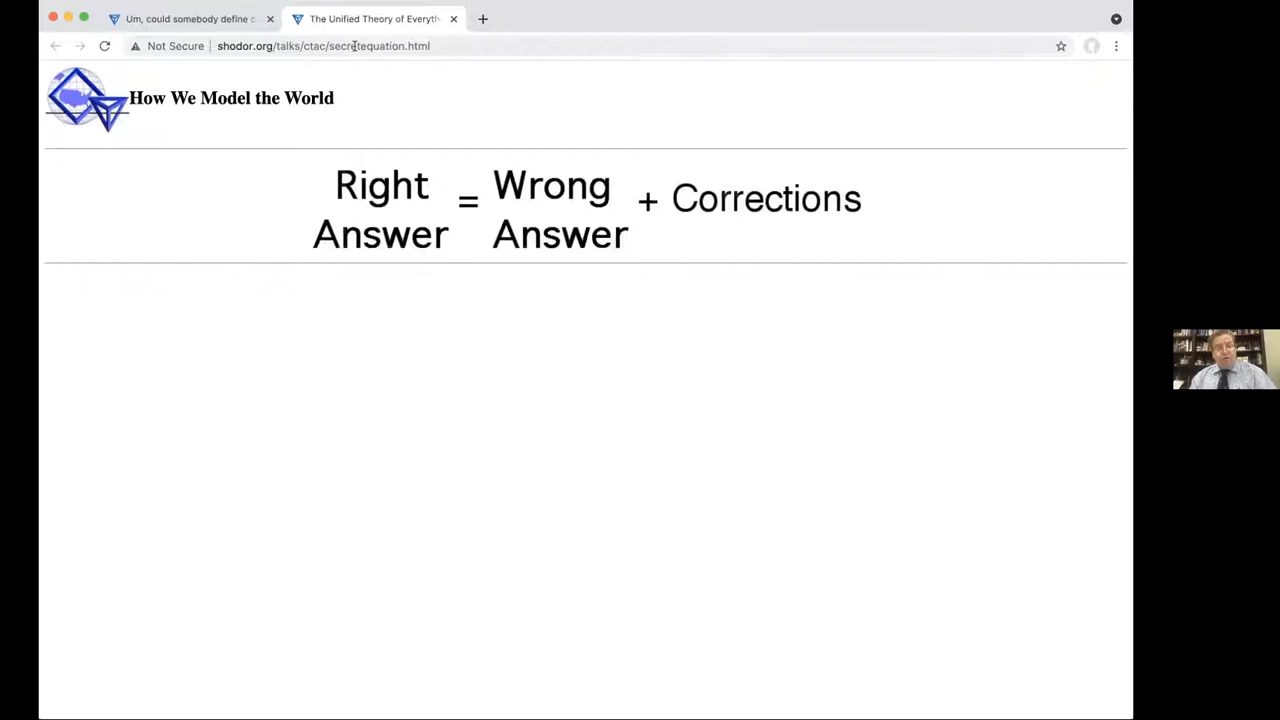 Um, could somebody define c
The Unified Theory of Everyth
Not Secure
shodor.org/talks/ctac/secretequation.html
How We Model the World
Right Answer = Wrong Answer + Corrections